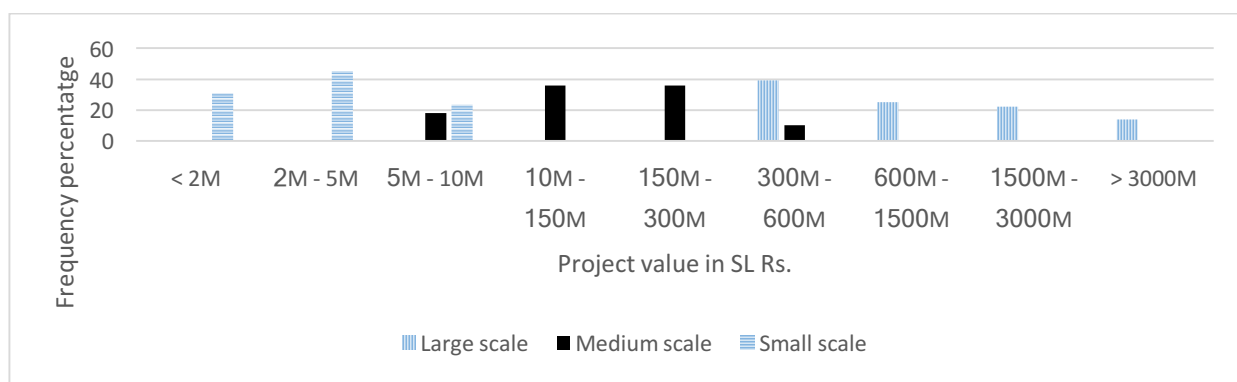 Frequency percentatge
60
40
20
0
< 2M 2M - 5M 5M - 10M 10M - 150M 150M - 300M 300M - 600M 600M - 1500M 1500M - 3000M > 3000M
Project value in SL Rs.
Large scale Medium scale Small scale